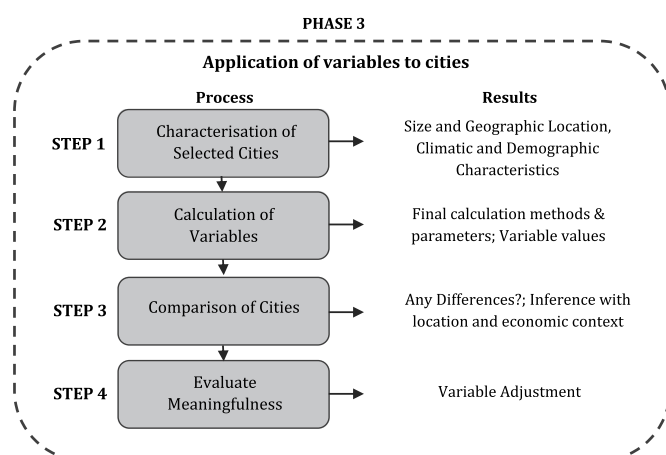 PHASE 3
Application of variables to cities
Process
Results
STEP 1
Characterisation of
Selected Cities
Size and Geographic Location,
Climatic and Demographic
Characteristics
STEP 2
Calculation of
Variables
Final calculation methods &
parameters; Variable values
STEP 3
Comparison of Cities
Any Differences?; Inference with
location and economic context
STEP 4
Evaluate
Meaningfulness
Variable Adjustment